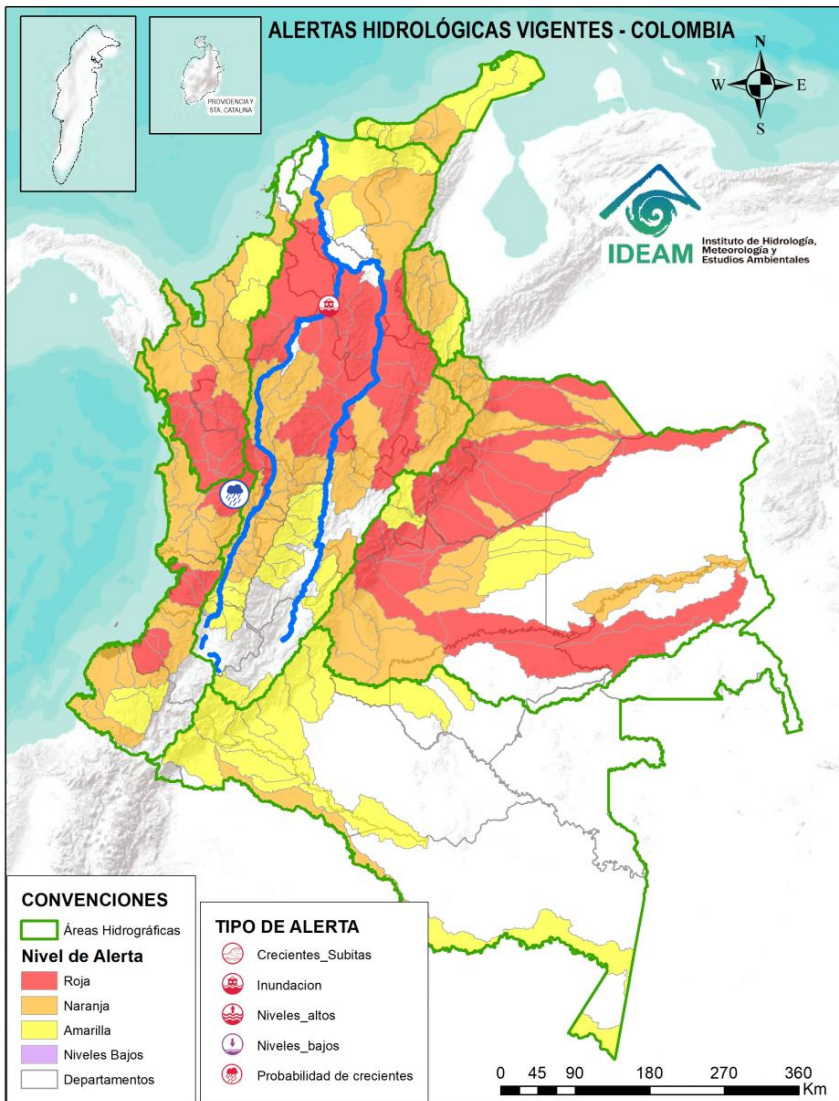 ALERTAS HIDROLÓGICAS VIGENTES - COLOMBIA
PROVIDENCIA Y
STA. CATALINA
N
W
E
S
IDEAM
Instituto de Hidrología,
Meteorología y
Estudios Ambientales
CONVENCIONES
Áreas Hidrográficas
Nivel de Alerta
Roja
Naranja
Amarilla
Niveles Bajos
Departamentos
TIPO DE ALERTA
Crecientes_Subitas
Inundacion
Niveles_altos
Niveles_bajos
Probabilidad de crecientes
0 45 90 180 270 360
Km